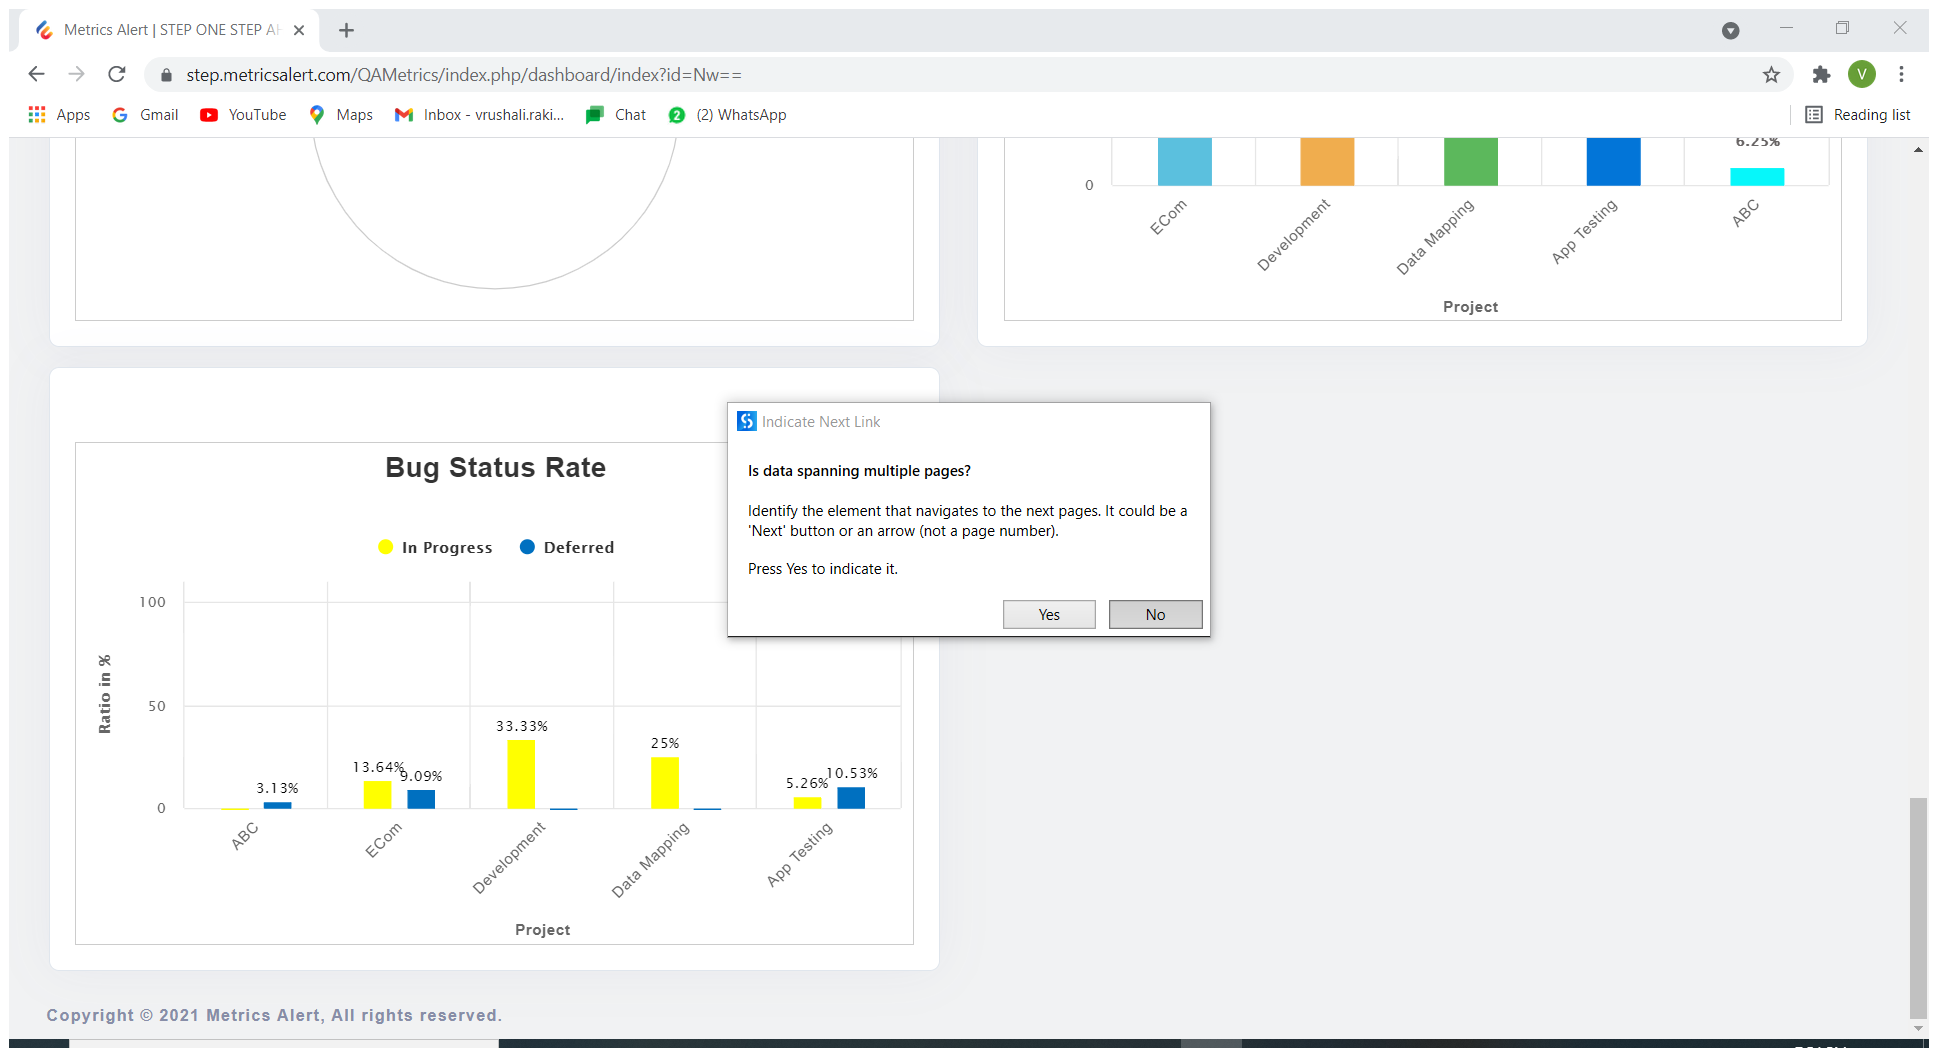 Metrics Alert | STEP ONE STEP AH
step.metricsalert.com/QAMetrics/index.php/dashboard/index?id=Nw==
V
Apps
Gmail
YouTube
Maps
Inbox - vrushali.raki...
Chat
2
(2) WhatsApp
Reading list
6.25%
0
ECom
Development
Data Mapping
App Testing
ABC
Project
Indicate Next Link
Is data spanning multiple pages?
Identify the element that navigates to the next pages. It could be a
'Next' button or an arrow (not a page number).
Press Yes to indicate it.
Yes
No
Bug Status Rate
In Progress
Deferred
Ratio in %
100
50
0
3.13%
13.64%
9.09%
33.33%
25%
5.26%
10.53%
ABC
ECom
Development
Data Mapping
App Testing
Project
Copyright © 2021 Metrics Alert, All rights reserved.